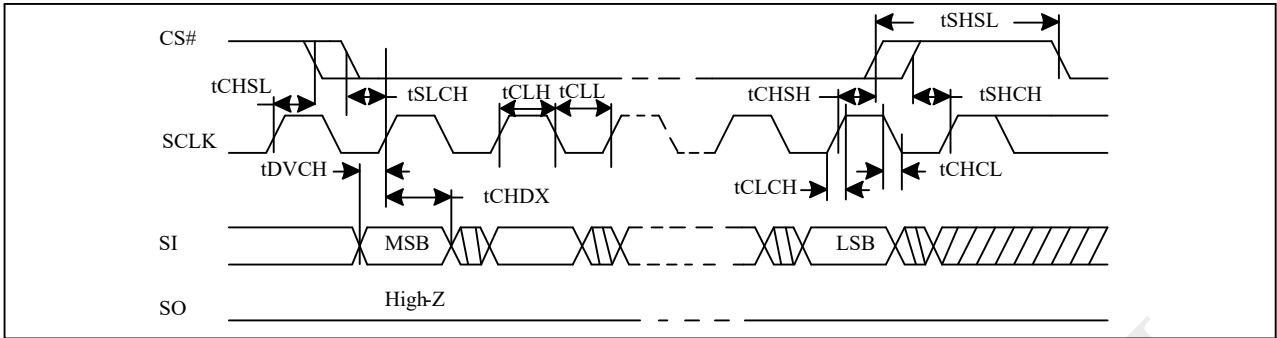 tSHSL
CS#
tCHSL
tSLCH
tCLH
tCLL
tCHSH
tSHCH
SCLK
tDVCH
tCHDX
tCLCH
tCHCL
SI
MSB
LSB
SO
High-Z